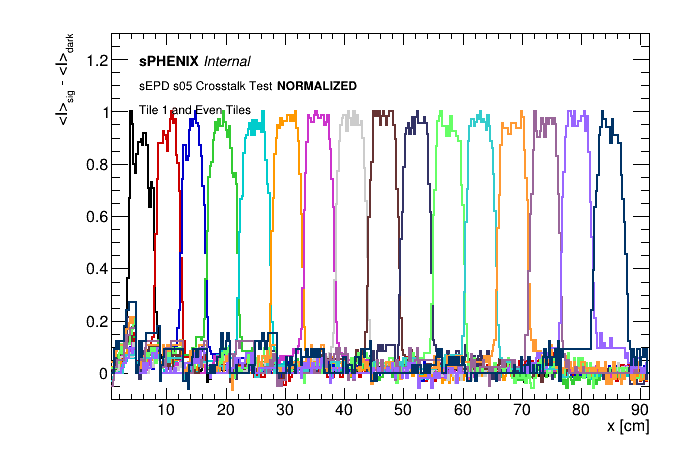 <I>sig - <I>dark
sPHENIX Internal
sEPD s05 Crosstalk Test NORMALIZED
Tile 1 and Even Tiles
1.2
1
0.8
0.6
0.4
0.2
0
10 20 30 40 50 60 70 80 90
x [cm]